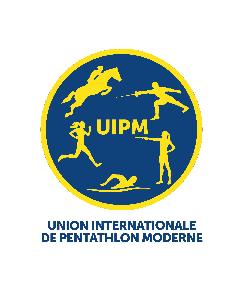 UIPM
UNION INTERNATIONALE
DE PENTATHLON MODERNE